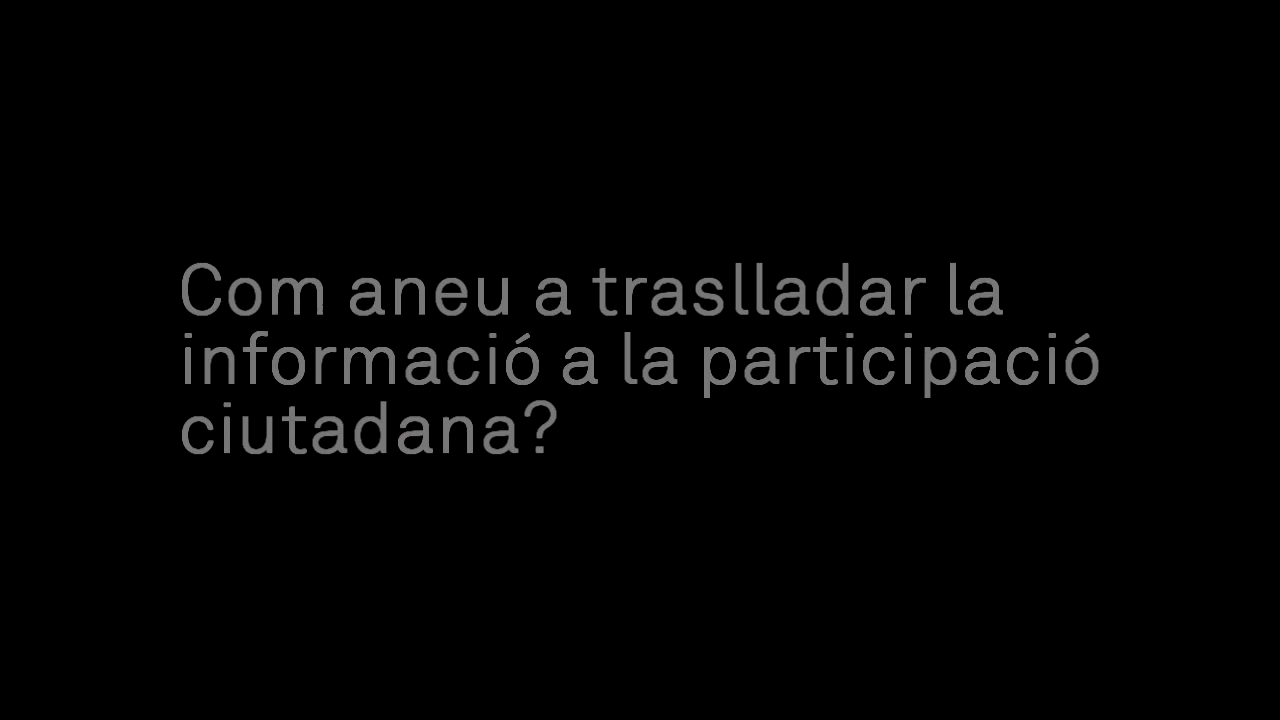 Com aneu a traslladar la
informació a la participació
ciutadana?